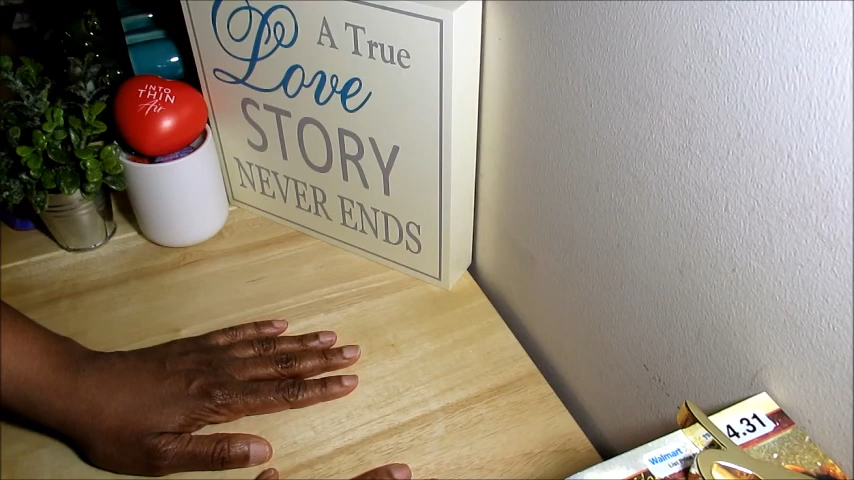 A True
Love
STORY
NEVER ENDS
INTO
THIN
Air
4.31
Walmart